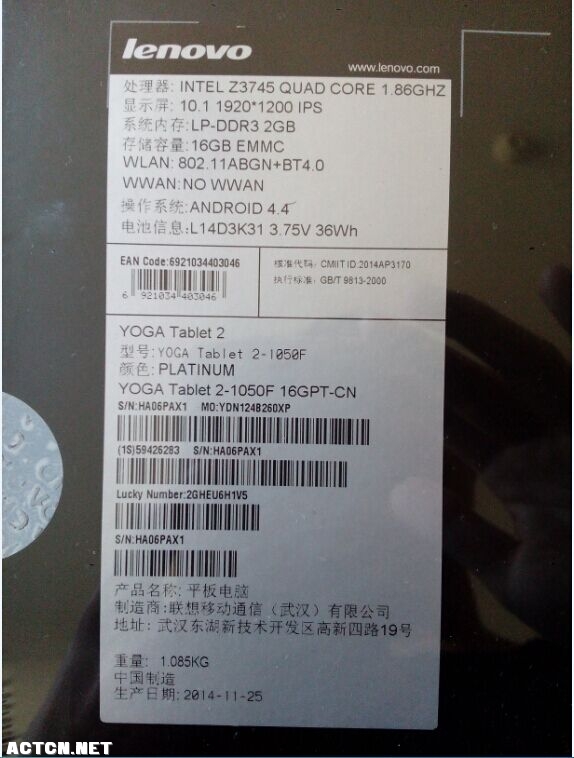 lenovo
www.lenovo.com
处理器: INTEL Z3745 QUAD CORE 1.86GHZ
显示屏: 10.1 1920*1200 IPS
系统内存:LP-DDR3 2GB
存储容量:16GB EMMC
WLAN: 802.11ABGN+BT4.0
WWAN:NO WWAN
操作系统:ANDROID 4.4
电池信息:L14D3K31 3.75V 36Wh
EAN Code:6921034403046
6 921034 403046
核准代码: CMIIT ID:2014AP3170
执行标准: GB/T 9813-2000
YOGA Tablet 2
型号:YOGA Tablet 2-1050F
颜色: PLATINUM
YOGA Tablet 2-1050F 16GPT-CN
S/N:HA06PAX1 MO:YDN124B260XP
(1S)59426283 S/N:HA06PAX1
Lucky Number:2GHEU6H1V5
S/N:HA06PAX1
产品名称: 平板电脑
制造商:联想移动通信（武汉）有限公司
地址: 武汉东湖新技术开发区高新四路19号
重量: 1.085KG
中国制造
生产日期:2014-11-25
ACTCN.NET